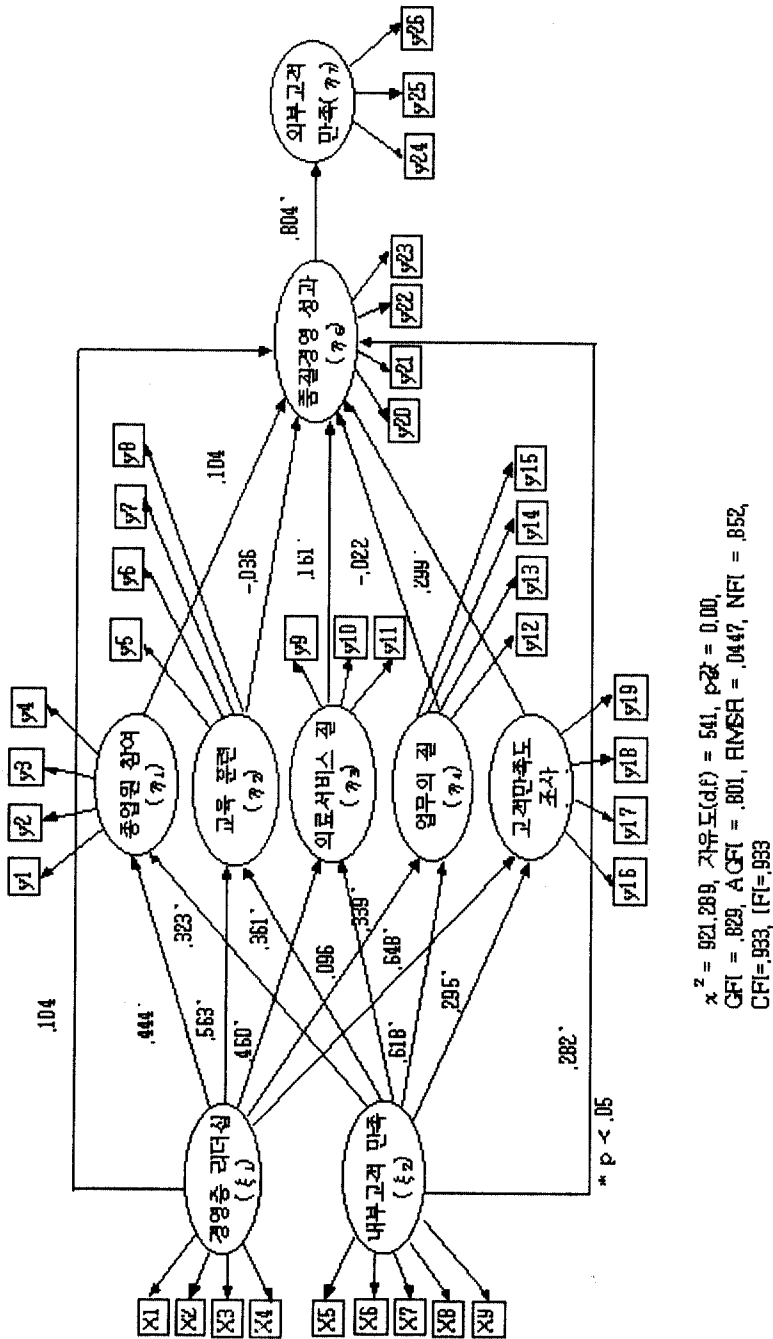 X1
X2
X3
X4
X5
X6
X7
X8
X9
경영층 리더십
(ξ1)
내부고객 만족
(ξ2)
.104
.444*
.563*
.460*
.323*
.361*
.096
.339*
.648*
.618*
.295*
.282*
y1
y2
y3
y4
종업원 참여
(η1)
y5
y6
y7
y8
교육 훈련
(η2)
y9
y10
y11
의료서비스 질
(η3)
y12
y13
y14
y15
업무의 질
(η4)
고객만족도
조사
y16
y17
y18
y19
.104
-.036
.161*
-.022
.299*
품질경영 성과
(η6)
y20
y21
y22
y23
.804*
외부고객
만족(η7)
y24
y25
y26
* p < .05
χ² = 921.289, 자유도(d.f) = 541, p값 = 0.00,
GFI = .829, AGFI = .801, RMSR = .0447, NFI = .852,
CFI=.933, IFI=.933